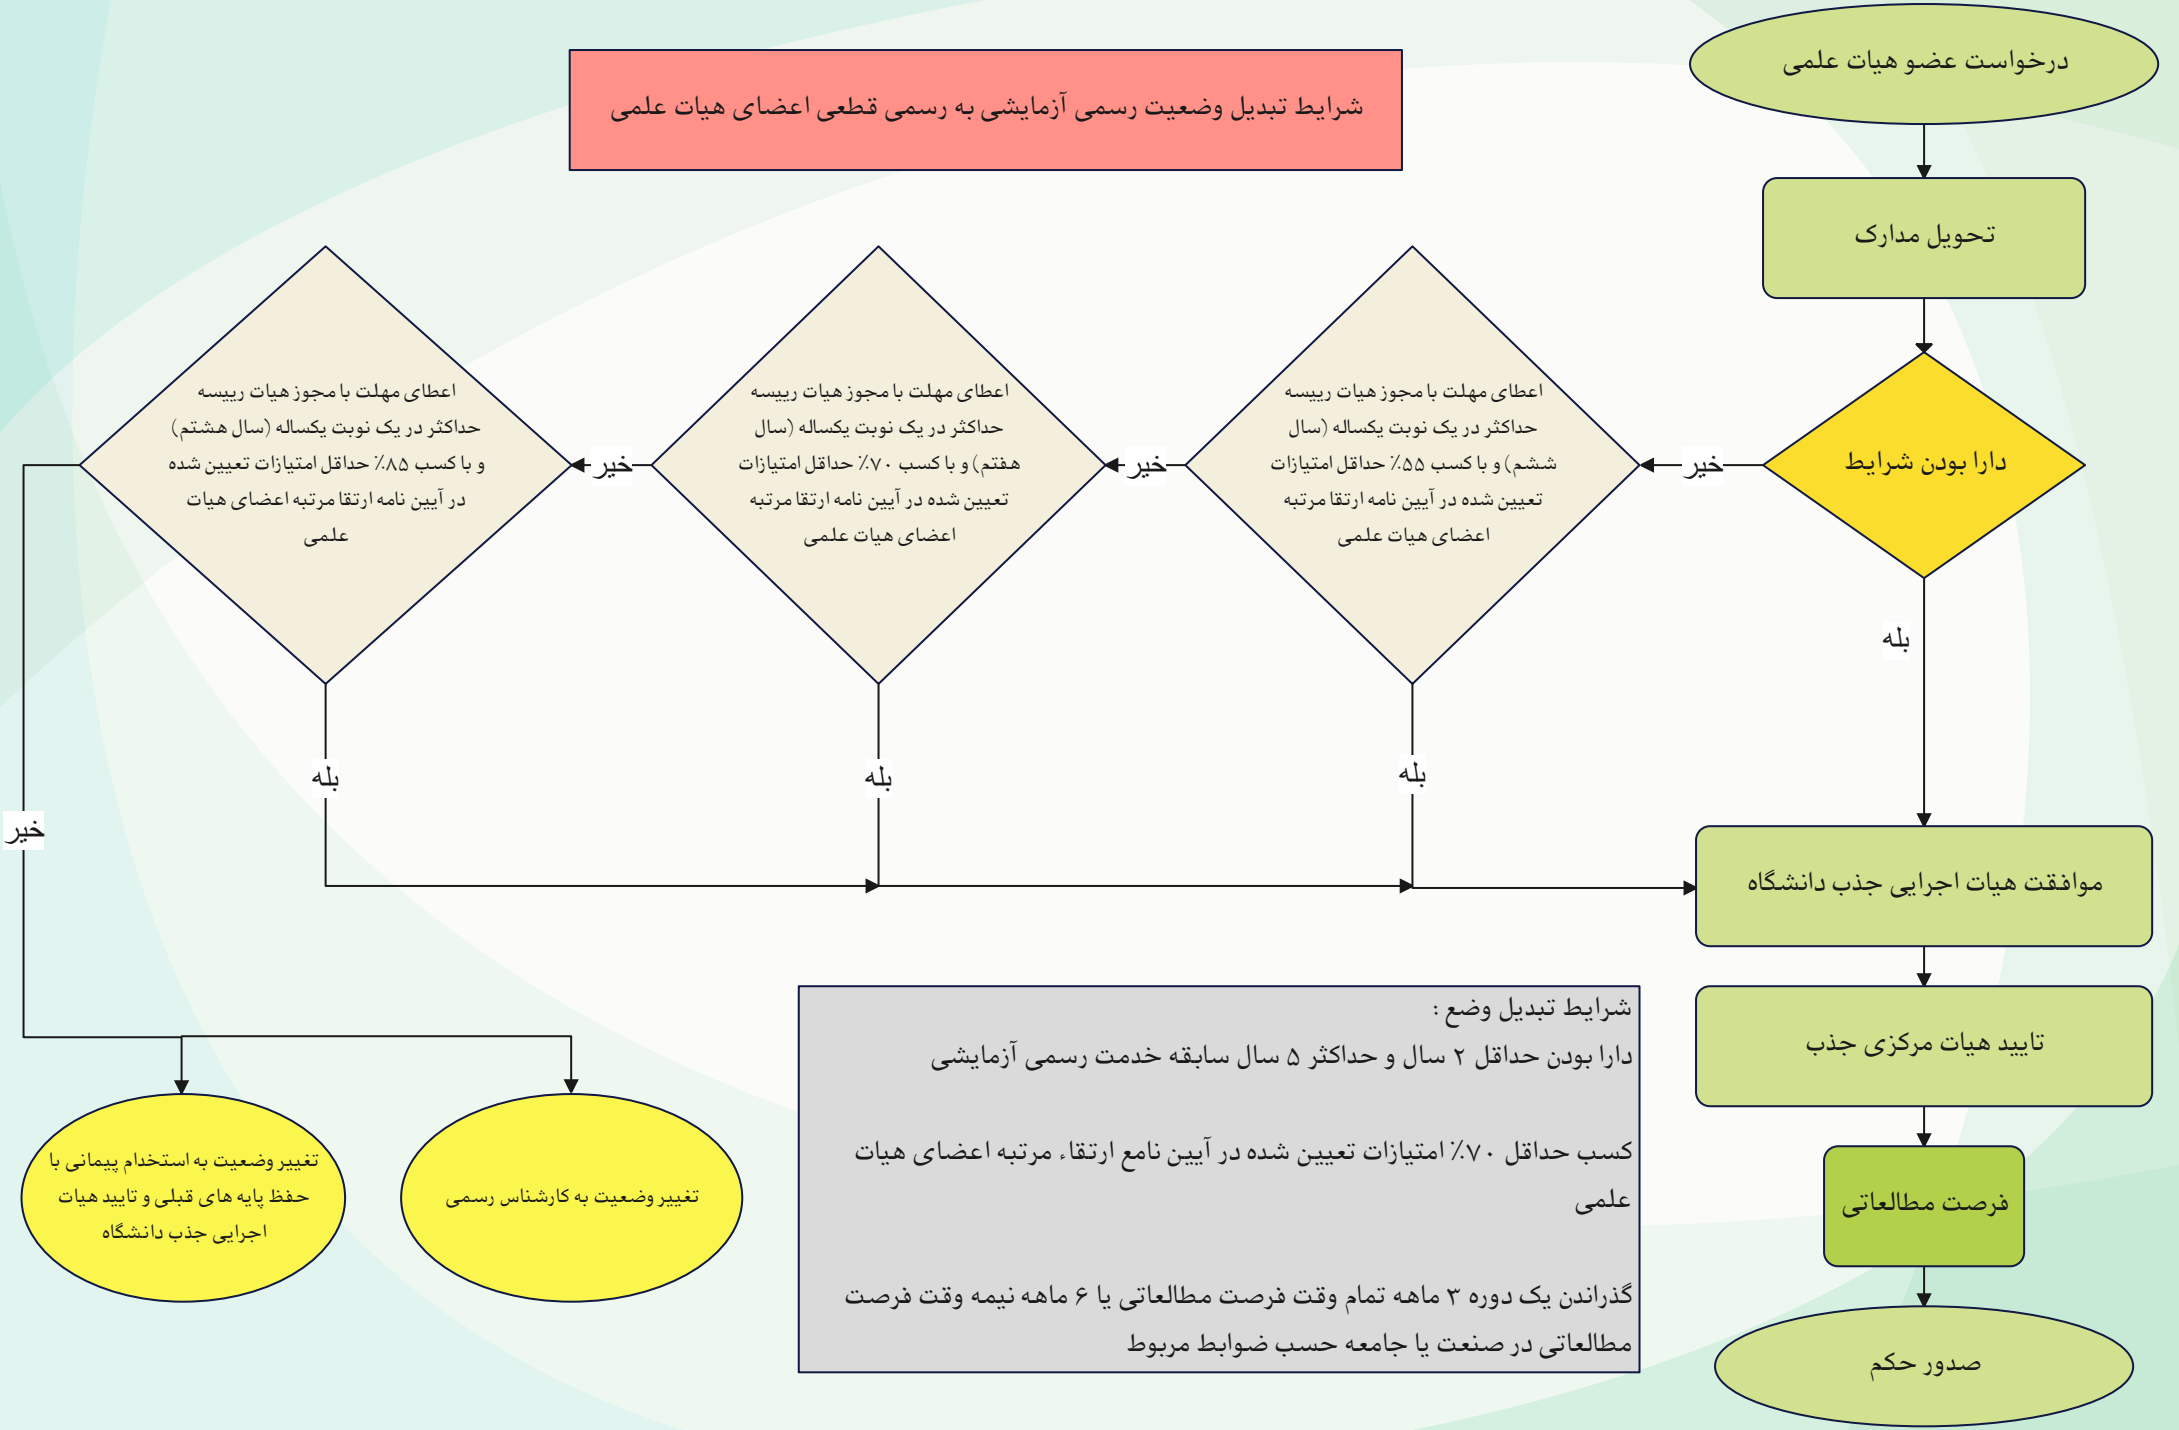 شرایط تبدیل وضعیت رسمی آزمایشی به رسمی قطعی اعضای هیات علمی
درخواست عضو هیات علمی
تحویل مدارک
دارا بودن شرایط
خیر
بله
اعطای مهلت با مجوز هیات رییسه
حداکثر در یک نوبت یکساله (سال
ششم) و با کسب ۵۵٪ حداقل امتیازات
تعیین شده در آیین نامه ارتقا مرتبه
اعضای هیات علمی
خیر
بله
اعطای مهلت با مجوز هیات رییسه
حداکثر در یک نوبت یکساله (سال
هفتم) و با کسب ۷۰٪ حداقل امتیازات
تعیین شده در آیین نامه ارتقا مرتبه
اعضای هیات علمی
خیر
بله
اعطای مهلت با مجوز هیات رییسه
حداکثر در یک نوبت یکساله (سال هشتم)
و با کسب ۸۵٪ حداقل امتیازات تعیین شده
در آیین نامه ارتقا مرتبه اعضای هیات
علمی
بله
خیر
موافقت هیات اجرایی جذب دانشگاه
تایید هیات مرکزی جذب
فرصت مطالعاتی
صدور حکم
شرایط تبدیل وضع :
دارا بودن حداقل ۲ سال و حداکثر ۵ سال سابقه خدمت رسمی آزمایشی
کسب حداقل ۷۰٪ امتیازات تعیین شده در آیین نامع ارتقاء مرتبه اعضای هیات
علمی
گذراندن یک دوره ۳ ماهه تمام وقت فرصت مطالعاتی یا ۶ ماهه نیمه وقت فرصت
مطالعاتی در صنعت یا جامعه حسب ضوابط مربوط
تغییر وضعیت به کارشناس رسمی
تغییر وضعیت به استخدام پیمانی با
حفظ پایه های قبلی و تایید هیات
اجرایی جذب دانشگاه